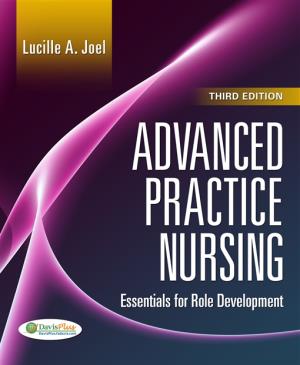 Lucille A. Joel
THIRD EDITION
ADVANCED
PRACTICE
NURSING
Essentials for Role Development
DavisPlus